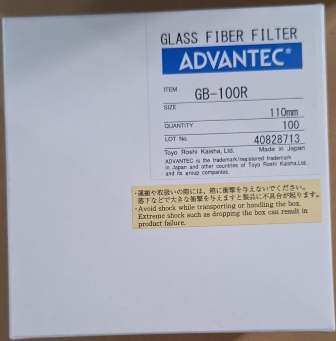 GLASS FIBER FILTER
ADVANTEC®
ITEM GB-100R
SIZE 110mm
QUANTITY 100
LOT No. 40828713
Toyo Roshi Kaisha, Ltd. Made in Japan
ADVANTEC is the trademark/registered trademark
in Japan and other countries of Toyo Roshi Kaisha, Ltd.
and its group companies.
・運搬や取扱いの際には、箱に衝撃を与えないでください。
落下などで大きな衝撃を与えますと製品に不具合が起ります。
・Avoid shock while transporting or handling the box.
Extreme shock such as dropping the box can result in
product failure.